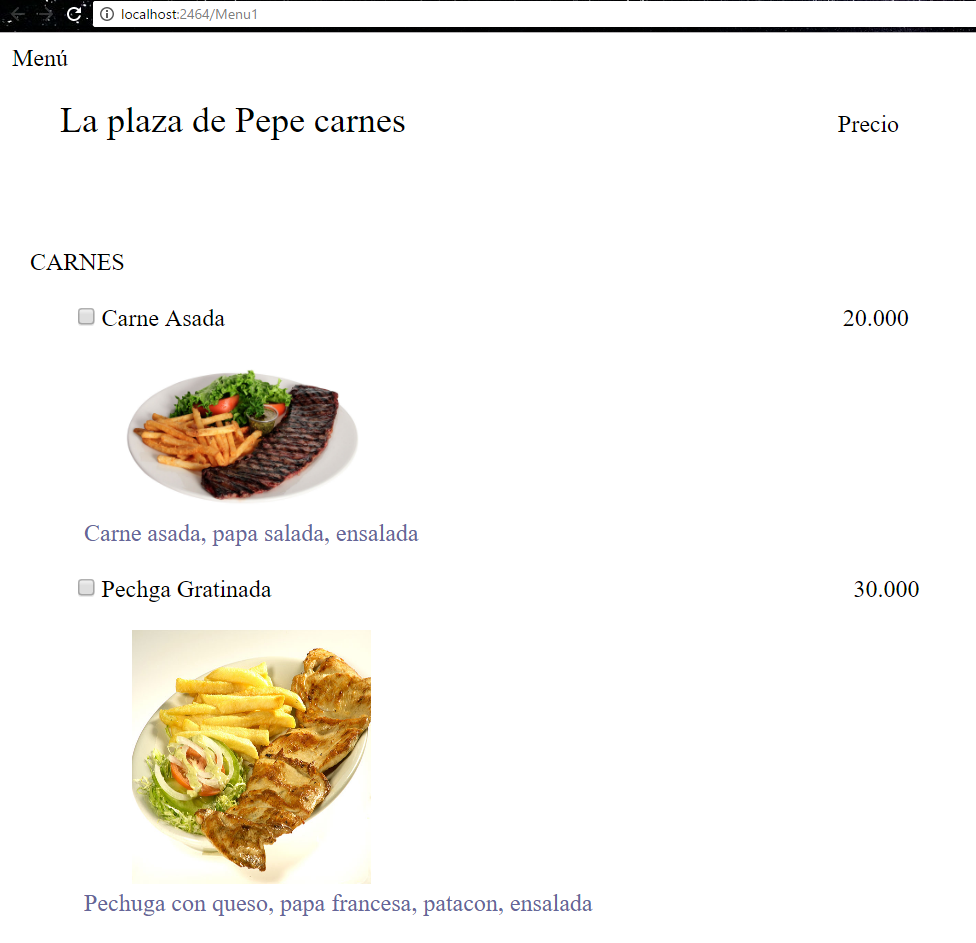 localhost:2464/Menu1
Menú
La plaza de Pepe carnes Precio
CARNES
Carne Asada 20.000
Carne asada, papa salada, ensalada
Pechga Gratinada 30.000
Pechuga con queso, papa francesa, patacon, ensalada